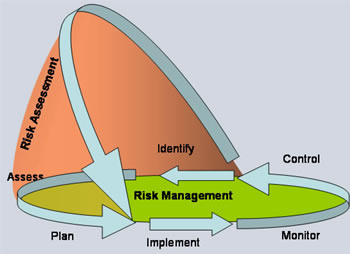 Risk Assessment
Identify
Control
Assess
Risk Management
Plan
Implement
Monitor